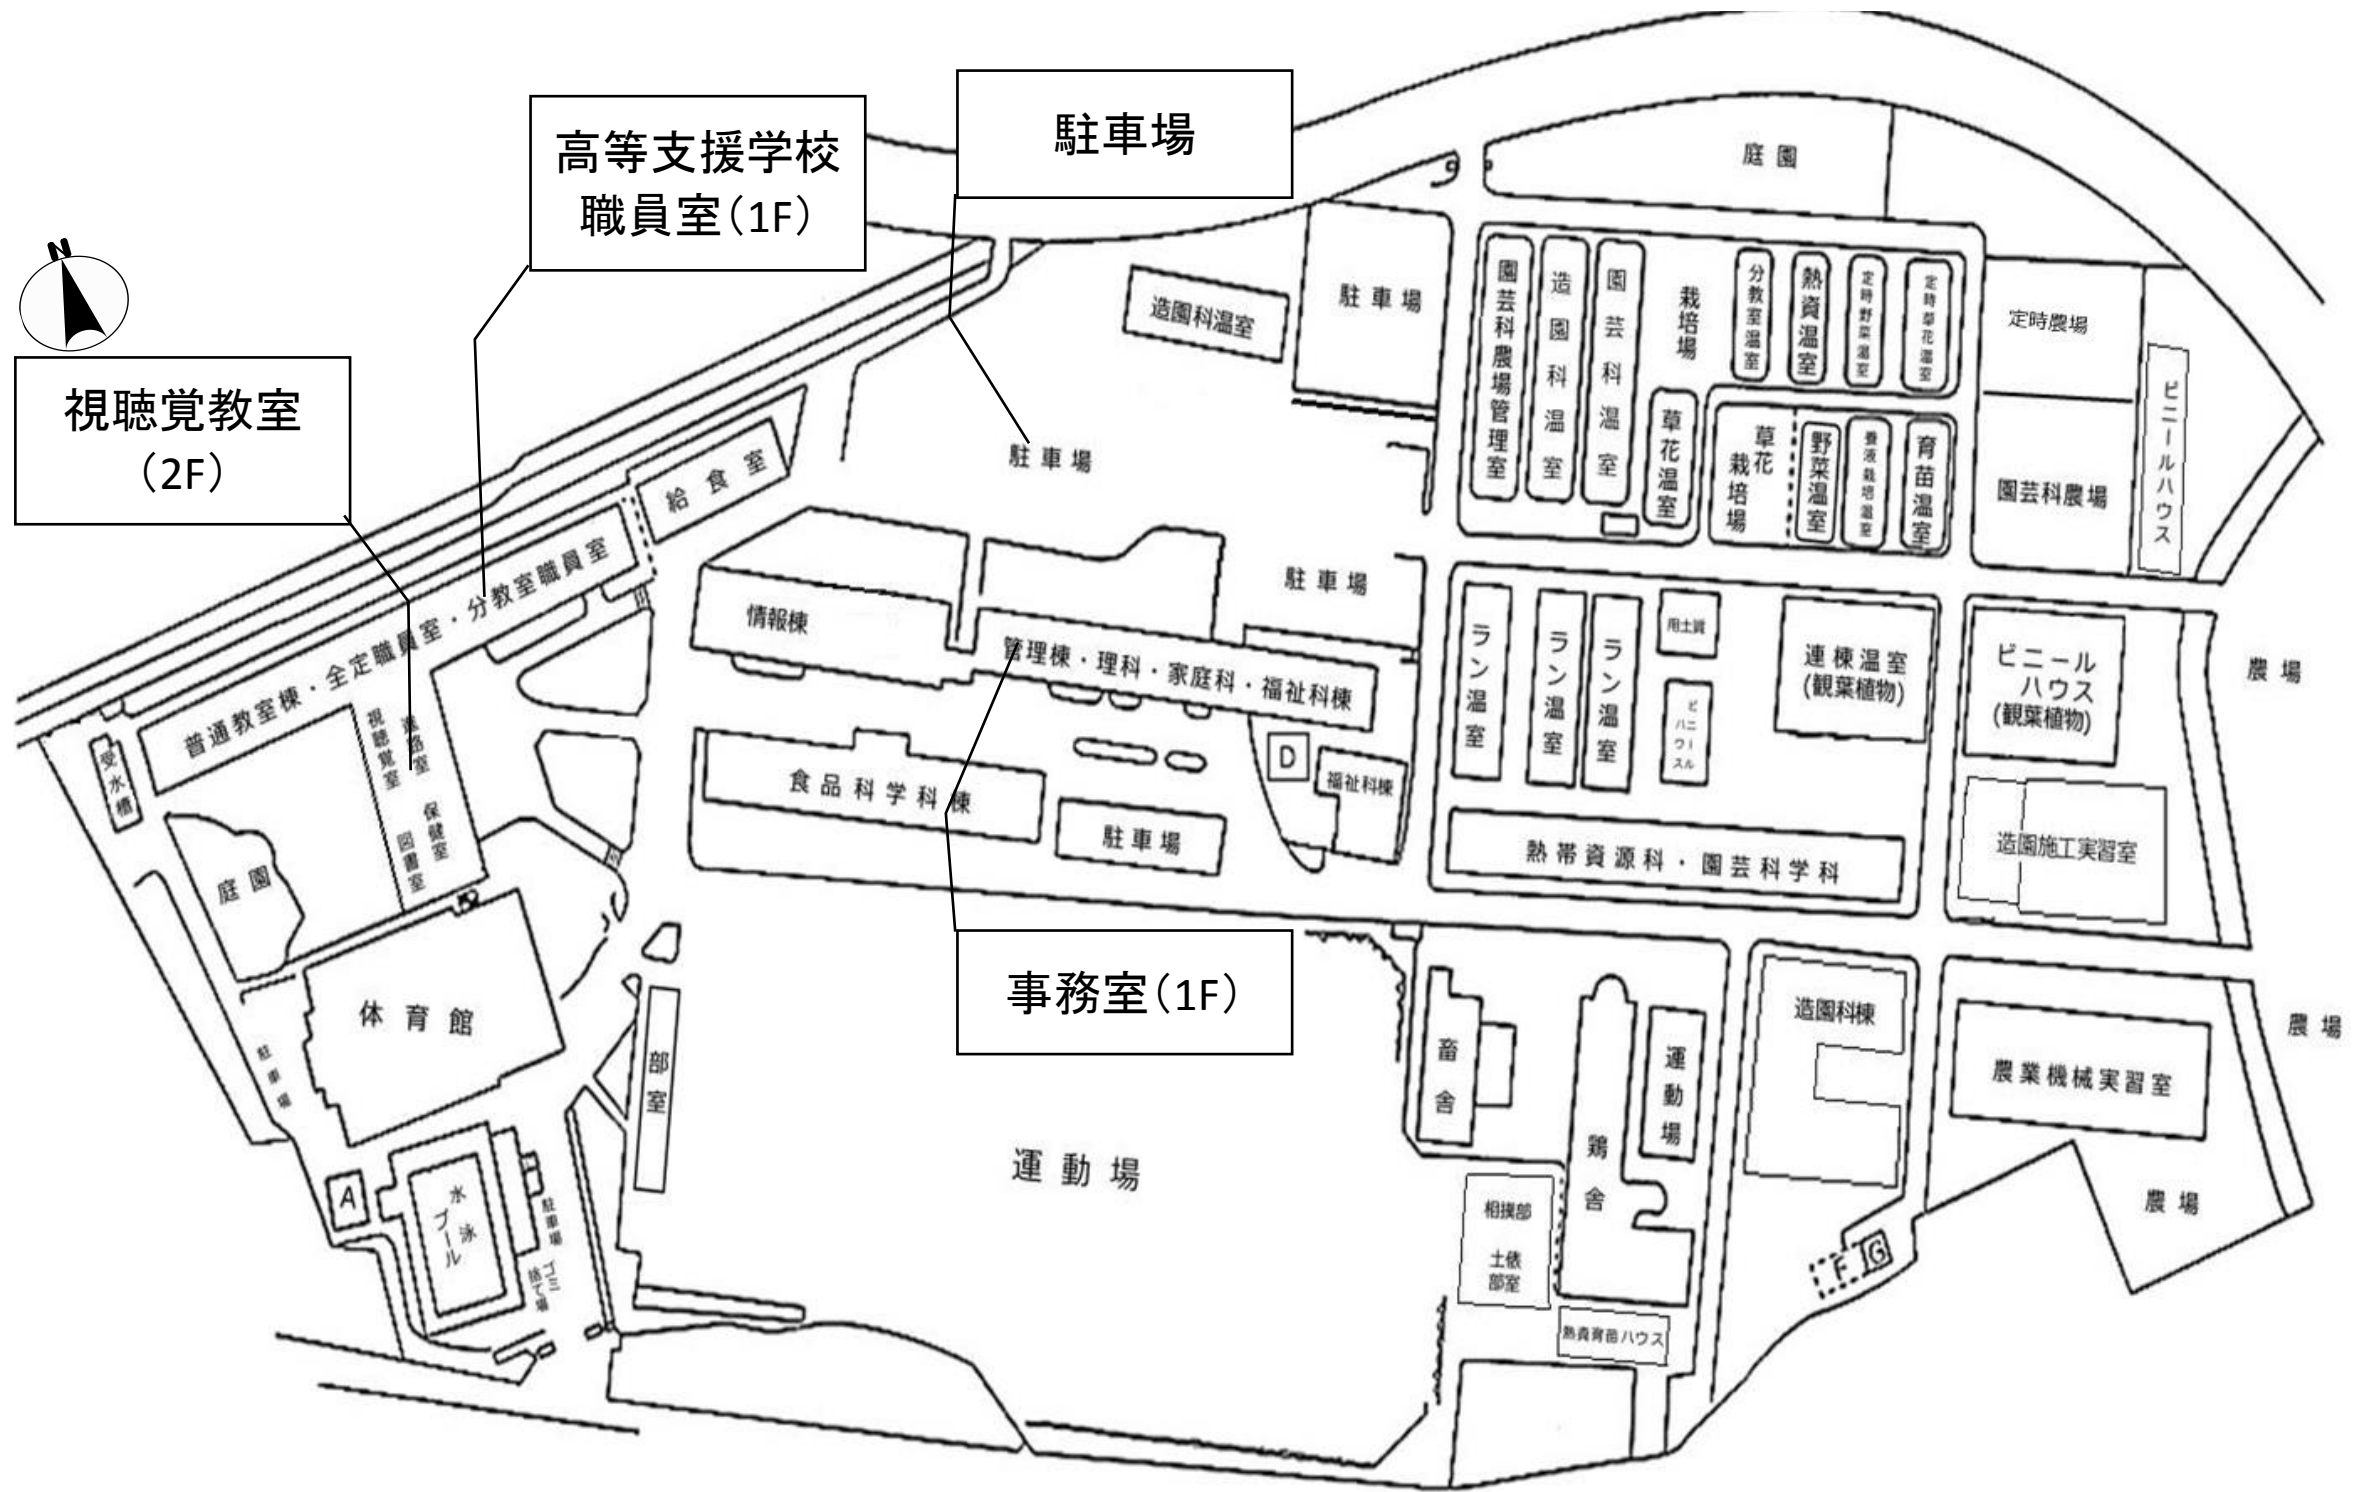 駐車場
高等支援学校
職員室（1F）
庭園
N
視聴覚教室
（2F）
造園科温室
駐車場
園芸科農場管理室
造園科温室
園芸科温室
栽培場
分教室温室
熱資温室
定時野菜温室
定時草花温室
定時農場
ビニールハウス
草花温室
草花
栽培場
野菜温室
養液栽培温室
育苗温室
園芸科農場
駐車場
給食室
普通教室棟・全定職員室・分教室職員室
駐車場
情報棟
管理棟・理科・家庭科・福祉科棟
ラン温室
ラン温室
ラン温室
用土質
ビニール
ハウス
連棟温室
(観葉植物)
ビニール
ハウス
(観葉植物)
農場
受水槽
視聴覚室
進路室
保健室
図書室
食品科学科棟
駐車場
D
福祉科棟
熱帯資源科・園芸科学科
造園施工実習室
庭園
体育館
駐車場
事務室（1F）
部室
畜舎
鶏舎
運動場
造園科棟
農業機械実習室
農場
運動場
A
水泳
プール
駐車場
ゴミ
捨て場
相撲部
土俵
部室
熱資育苗ハウス
F
G
農場